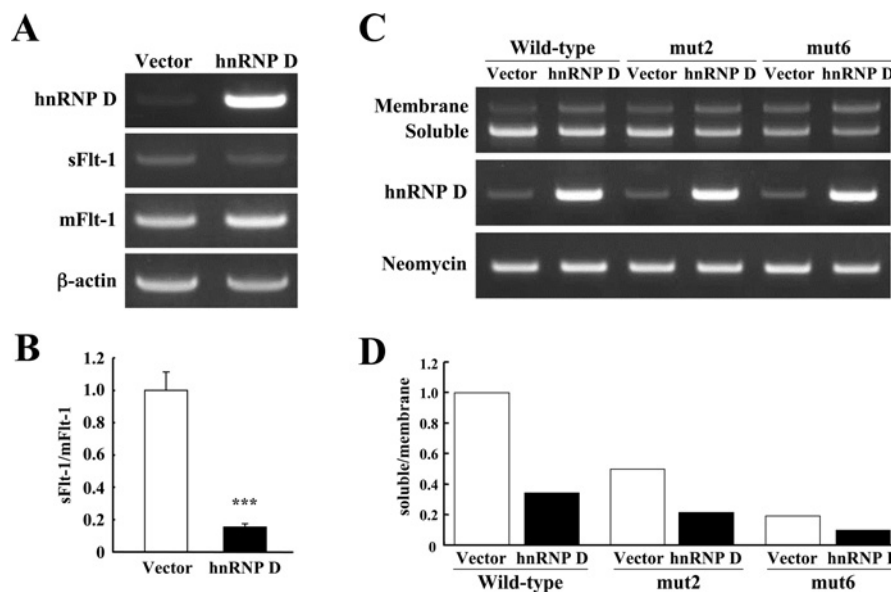 A
Vector hnRNP D
hnRNP D
sFlt-1
mFlt-1
β-actin
B
sFlt-1/mFlt-1
1.2
1.0
0.8
0.6
0.4
0.2
0
***
Vector hnRNP D
C
Wild-type mut2 mut6
Vector hnRNP D Vector hnRNP D Vector hnRNP D
Membrane
Soluble
hnRNP D
Neomycin
D
soluble/membrane
1.2
1.0
0.8
0.6
0.4
0.2
0
Vector hnRNP D Vector hnRNP D Vector hnRNP D
Wild-type mut2 mut6